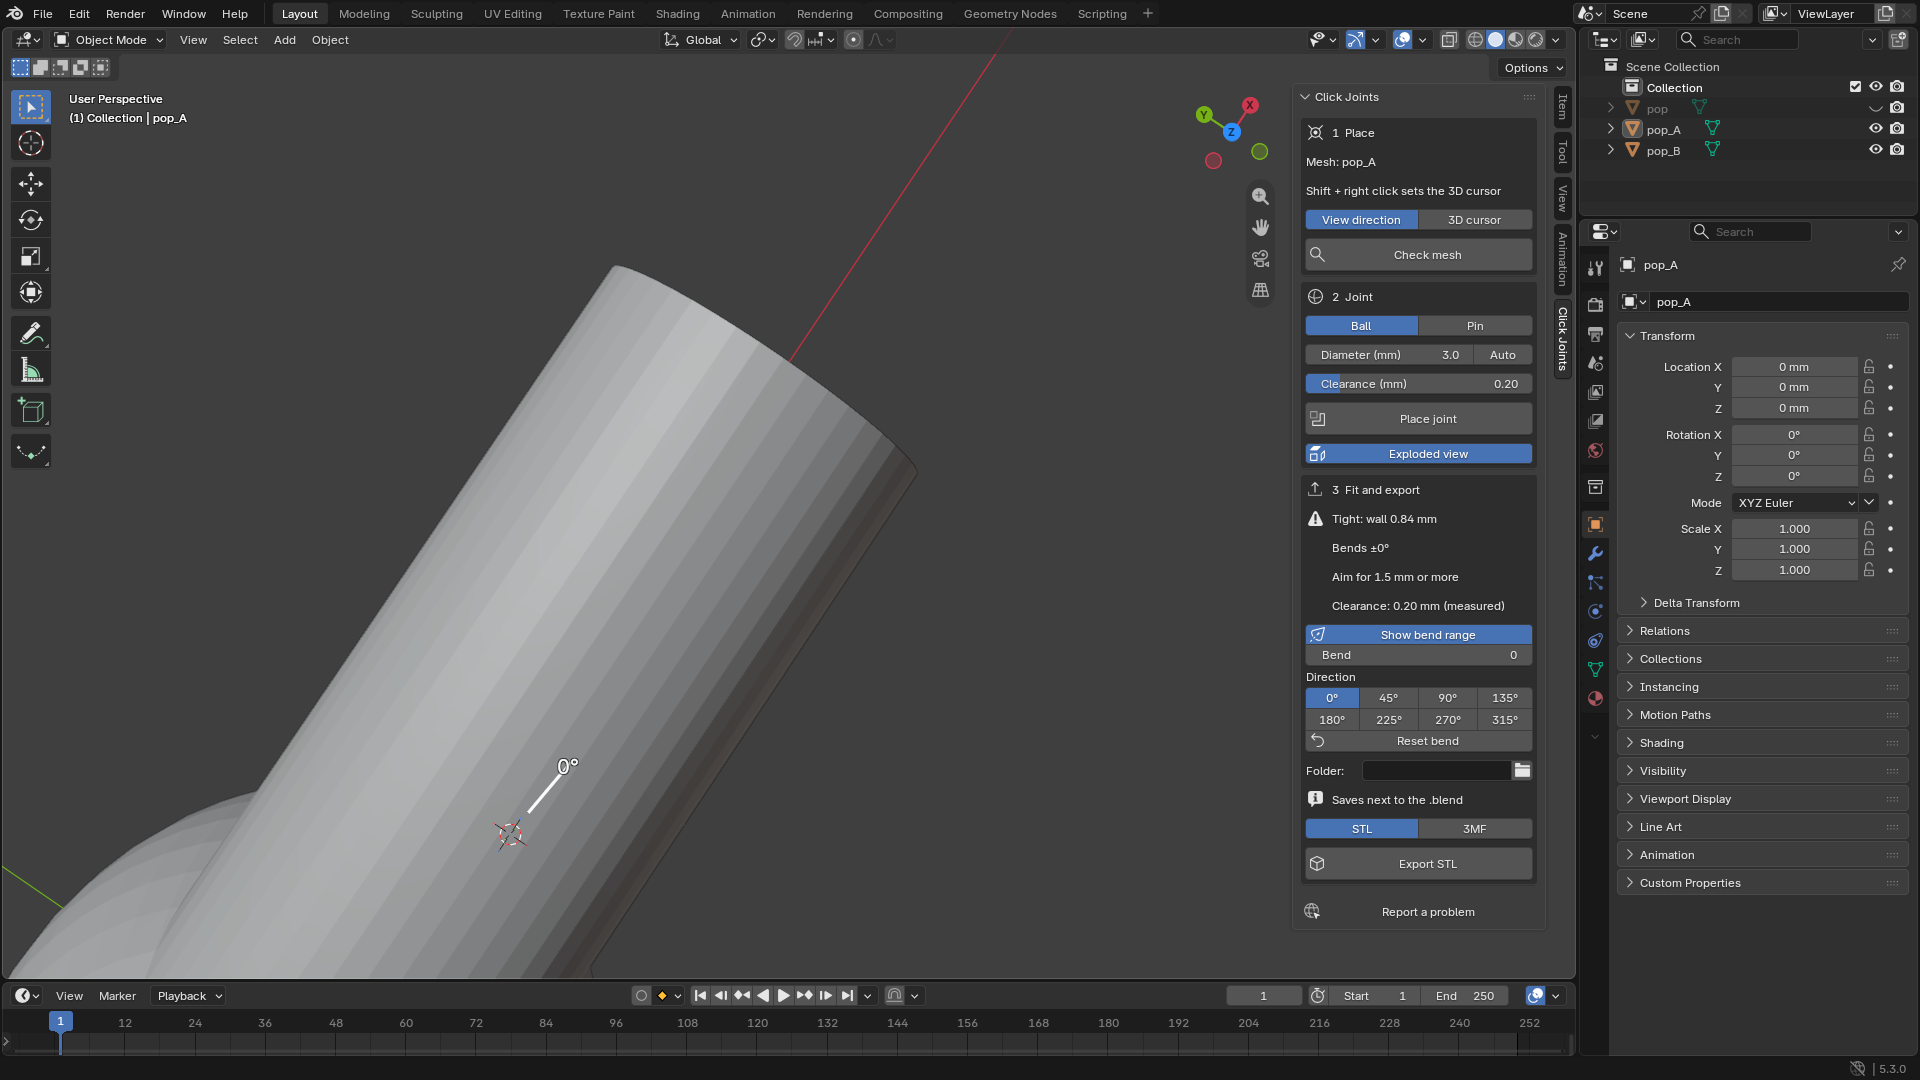 File Edit Render Window Help
Layout Modeling Sculpting UV Editing Texture Paint Shading Animation Rendering Compositing Geometry Nodes Scripting
Scene
ViewLayer
Object Mode View Select Add Object
Global
Options
User Perspective
(1) Collection | pop_A
Y X Z
0°
Click Joints
1 Place
Mesh: pop_A
Shift + right click sets the 3D cursor
View direction 3D cursor
Check mesh
2 Joint
Ball Pin
Diameter (mm) 3.0 Auto
Clearance (mm) 0.20
Place joint
Exploded view
3 Fit and export
Tight: wall 0.84 mm
Bends ±0°
Aim for 1.5 mm or more
Clearance: 0.20 mm (measured)
Show bend range
Bend 0
Direction
0° 45° 90° 135°
180° 225° 270° 315°
Reset bend
Folder:
Saves next to the .blend
STL 3MF
Export STL
Report a problem
Item
Tool
View
Animation
Click Joints
Search
Scene Collection
Collection
pop
pop_A
pop_B
Search
pop_A
pop_A
Transform
Location X 0 mm
Y 0 mm
Z 0 mm
Rotation X 0°
Y 0°
Z 0°
Mode XYZ Euler
Scale X 1.000
Y 1.000
Z 1.000
Delta Transform
Relations
Collections
Instancing
Motion Paths
Shading
Visibility
Viewport Display
Line Art
Animation
Custom Properties
View Marker Playback
1
Start 1
End 250
1 12 24 36 48 60 72 84 96 108 120 132 144 156 168 180 192 204 216 228 240 252
5.3.0